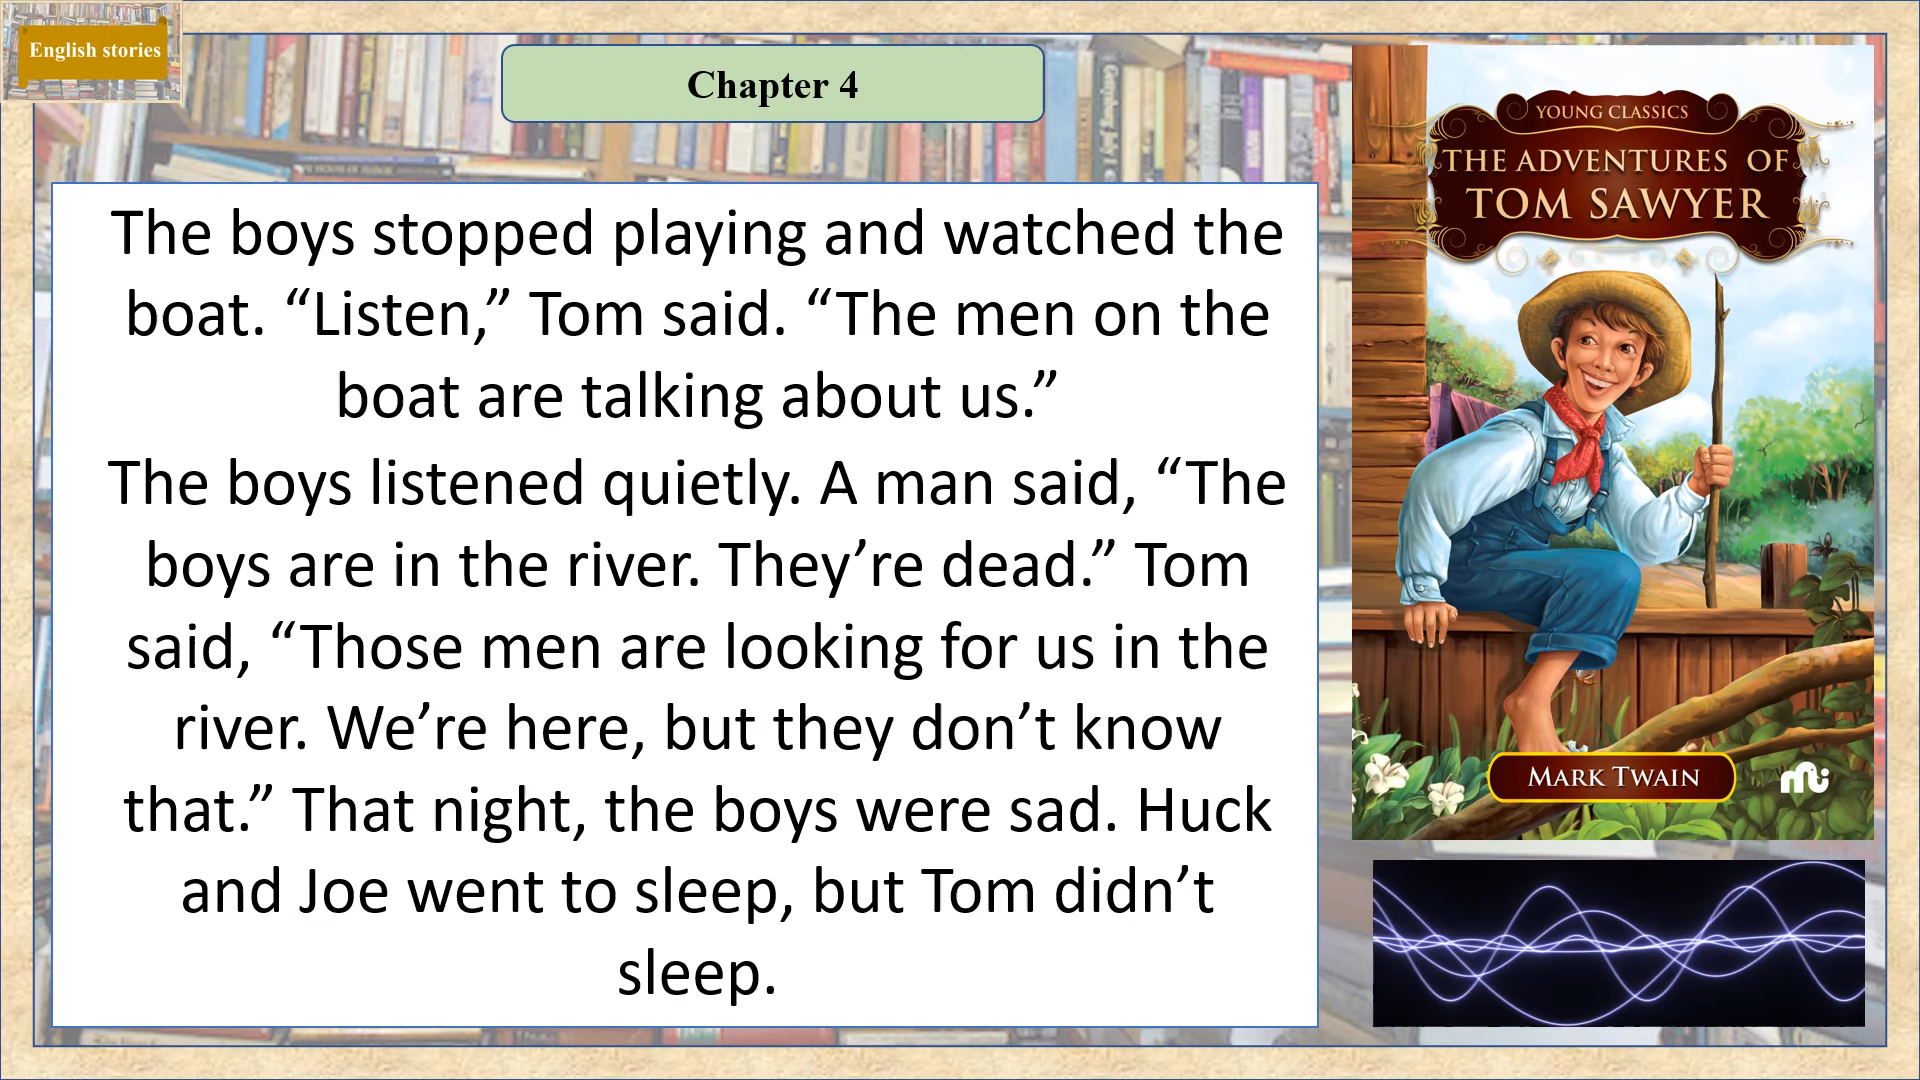 English stories
Chapter 4
The boys stopped playing and watched the
boat. “Listen,” Tom said. “The men on the
boat are talking about us.”
The boys listened quietly. A man said, “The
boys are in the river. They’re dead.” Tom
said, “Those men are looking for us in the
river. We’re here, but they don’t know
that.” That night, the boys were sad. Huck
and Joe went to sleep, but Tom didn’t
sleep.
YOUNG CLASSICS
THE ADVENTURES OF
TOM SAWYER
MARK TWAIN